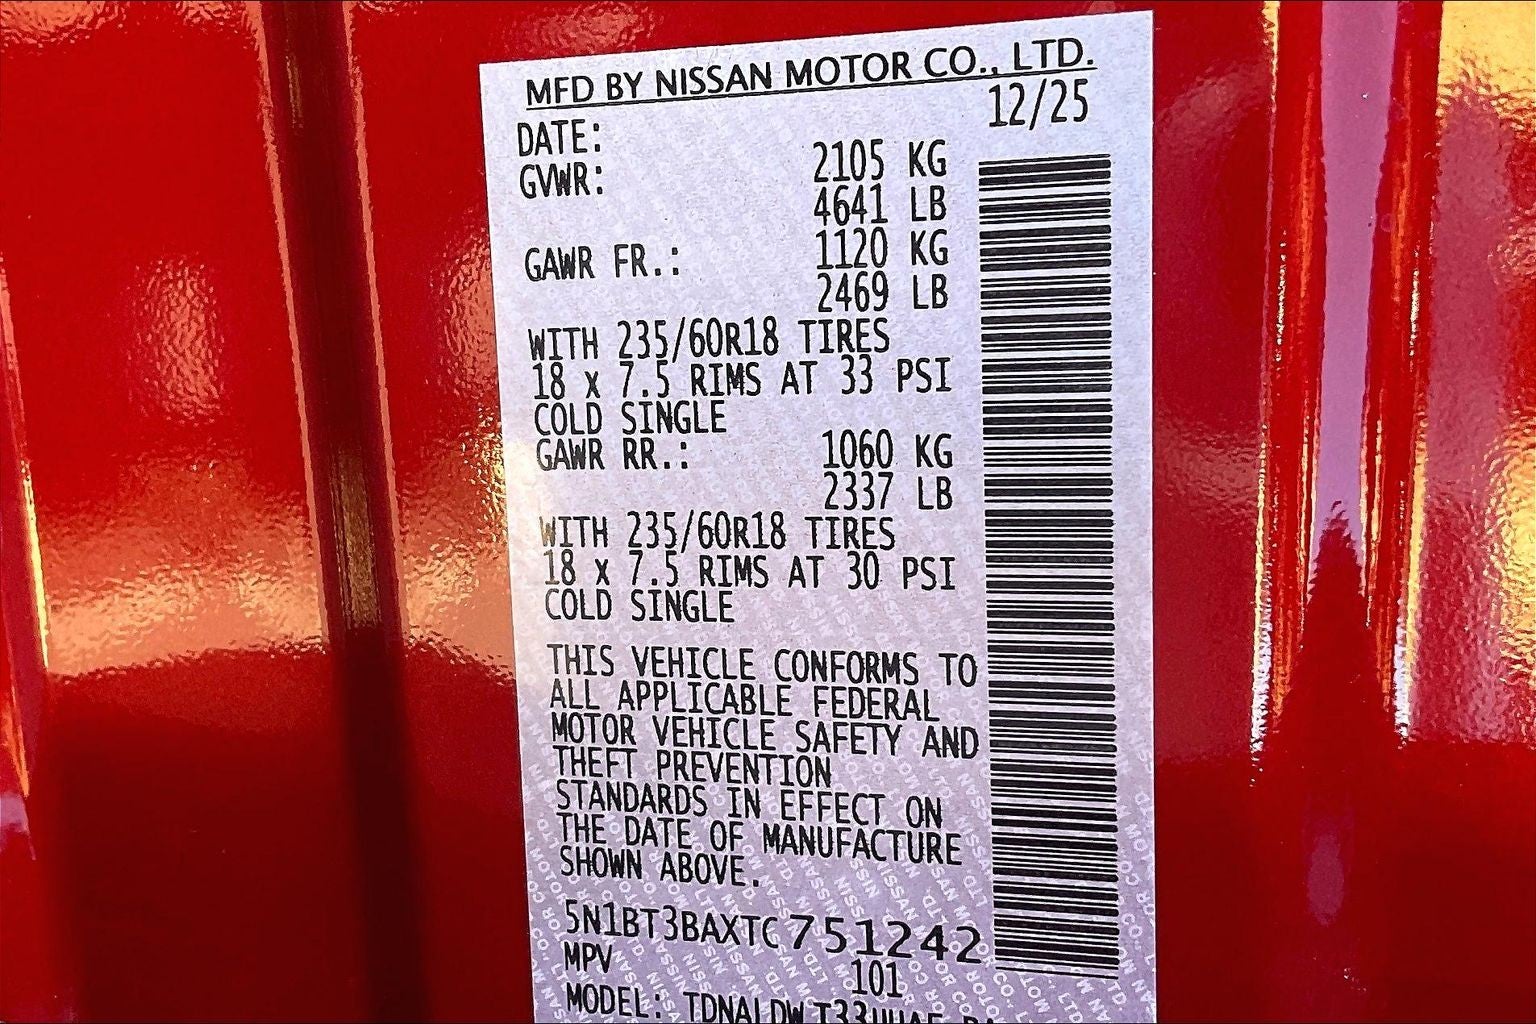 MFD BY NISSAN MOTOR CO., LTD.
DATE: 12/25
GVWR: 2105 KG
4641 LB
GAWR FR.: 1120 KG
2469 LB
WITH 235/60R18 TIRES
18 x 7.5 RIMS AT 33 PSI
COLD SINGLE
GAWR RR.: 1060 KG
2337 LB
WITH 235/60R18 TIRES
18 x 7.5 RIMS AT 30 PSI
COLD SINGLE
THIS VEHICLE CONFORMS TO
ALL APPLICABLE FEDERAL
MOTOR VEHICLE SAFETY AND
THEFT PREVENTION
STANDARDS IN EFFECT ON
THE DATE OF MANUFACTURE
SHOWN ABOVE.
5N1BT3BAXTC751242
MPV 101
MODEL: